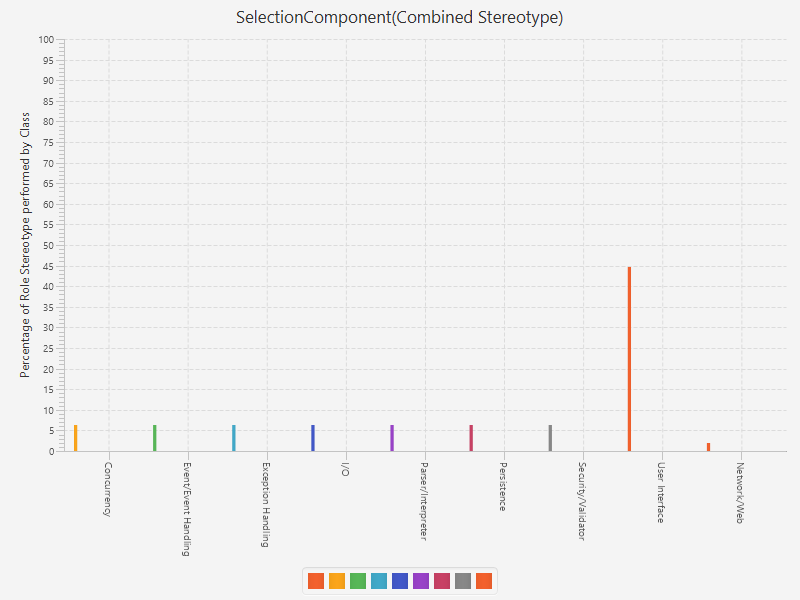 SelectionComponent(Combined Stereotype)
Percentage of Role Stereotype performed by Class
100
95
90
85
80
75
70
65
60
55
50
45
40
35
30
25
20
15
10
5
0
Concurrency
Event/Event Handling
Exception Handling
I/O
Parser/Interpreter
Persistence
Security/Validator
User Interface
Network/Web